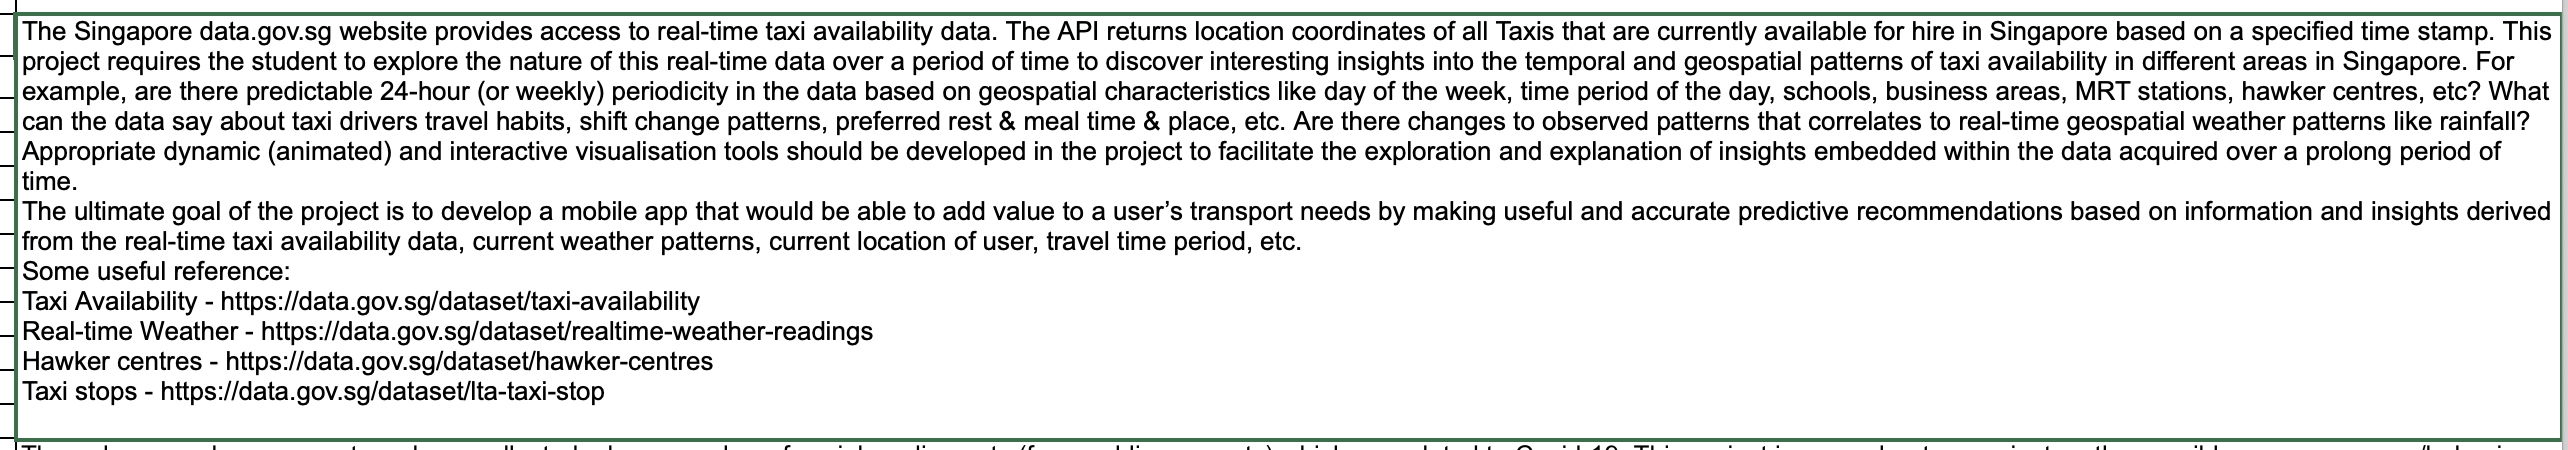 The Singapore data.gov.sg website provides access to real-time taxi availability data. The API returns location coordinates of all Taxis that are currently available for hire in Singapore based on a specified time stamp. This
project requires the student to explore the nature of this real-time data over a period of time to discover interesting insights into the temporal and geospatial patterns of taxi availability in different areas in Singapore. For
example, are there predictable 24-hour (or weekly) periodicity in the data based on geospatial characteristics like day of the week, time period of the day, schools, business areas, MRT stations, hawker centres, etc? What
can the data say about taxi drivers travel habits, shift change patterns, preferred rest & meal time & place, etc. Are there changes to observed patterns that correlates to real-time geospatial weather patterns like rainfall?
Appropriate dynamic (animated) and interactive visualisation tools should be developed in the project to facilitate the exploration and explanation of insights embedded within the data acquired over a prolong period of
time.
The ultimate goal of the project is to develop a mobile app that would be able to add value to a user’s transport needs by making useful and accurate predictive recommendations based on information and insights derived
from the real-time taxi availability data, current weather patterns, current location of user, travel time period, etc.
Some useful reference:
Taxi Availability - https://data.gov.sg/dataset/taxi-availability
Real-time Weather - https://data.gov.sg/dataset/realtime-weather-readings
Hawker centres - https://data.gov.sg/dataset/hawker-centres
Taxi stops - https://data.gov.sg/dataset/lta-taxi-stop